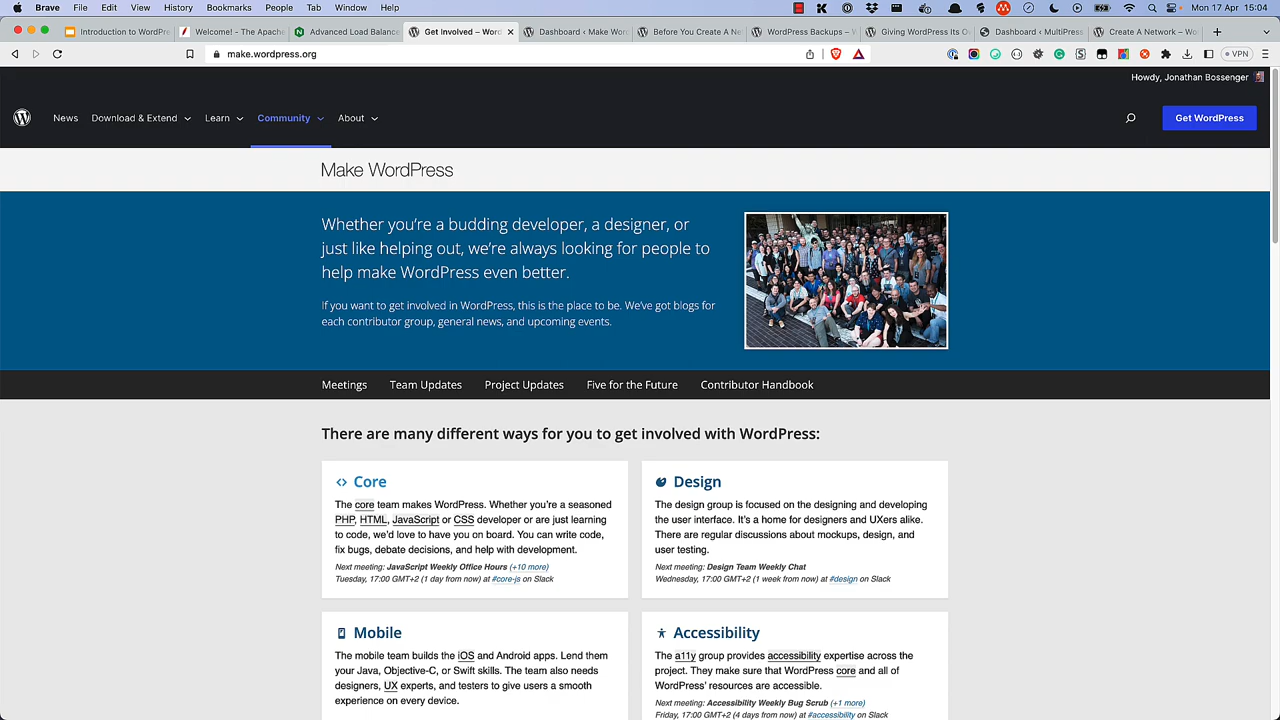 Brave File Edit View History Bookmarks People Tab Window Help Mon 17 Apr 15:04
Introduction to WordPre Welcome! - The Apache Advanced Load Balance Get Involved – Word Dashboard ‹ Make Word Before You Create A Ne WordPress Backups – Giving WordPress Its O Dashboard ‹ MultiPress Create A Network – Wo
make.wordpress.org VPN
Howdy, Jonathan Bossenger
News Download & Extend Learn Community About Get WordPress
Make WordPress
Whether you're a budding developer, a designer, or
just like helping out, we're always looking for people to
help make WordPress even better.
If you want to get involved in WordPress, this is the place to be. We've got blogs for
each contributor group, general news, and upcoming events.
Meetings Team Updates Project Updates Five for the Future Contributor Handbook
There are many different ways for you to get involved with WordPress:
Core
The core team makes WordPress. Whether you're a seasoned
PHP, HTML, JavaScript or CSS developer or are just learning
to code, we'd love to have you on board. You can write code,
fix bugs, debate decisions, and help with development.
Next meeting: JavaScript Weekly Office Hours (+10 more)
Tuesday, 17:00 GMT+2 (1 day from now) at #core-js on Slack
Design
The design group is focused on the designing and developing
the user interface. It's a home for designers and UXers alike.
There are regular discussions about mockups, design, and
user testing.
Next meeting: Design Team Weekly Chat
Wednesday, 17:00 GMT+2 (1 week from now) at #design on Slack
Mobile
The mobile team builds the iOS and Android apps. Lend them
your Java, Objective-C, or Swift skills. The team also needs
designers, UX experts, and testers to give users a smooth
experience on every device.
Accessibility
The a11y group provides accessibility expertise across the
project. They make sure that WordPress core and all of
WordPress' resources are accessible.
Next meeting: Accessibility Weekly Bug Scrub (+1 more)
Friday, 17:00 GMT+2 (4 days from now) at #accessibility on Slack